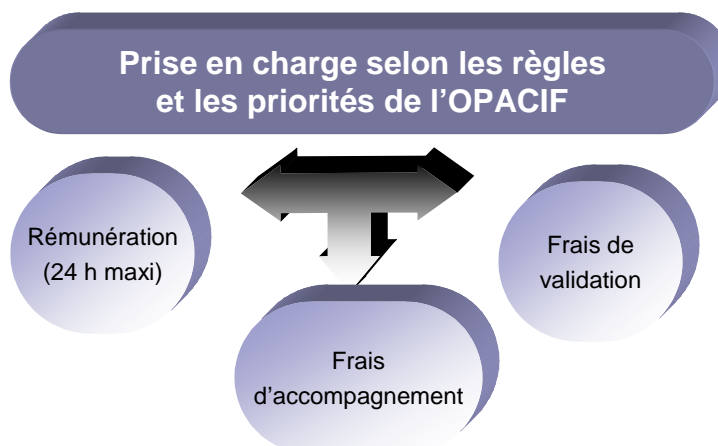 Prise en charge selon les règles
et les priorités de l’OPACIF
Rémunération
(24 h maxi)
Frais de
validation
Frais
d’accompagnement